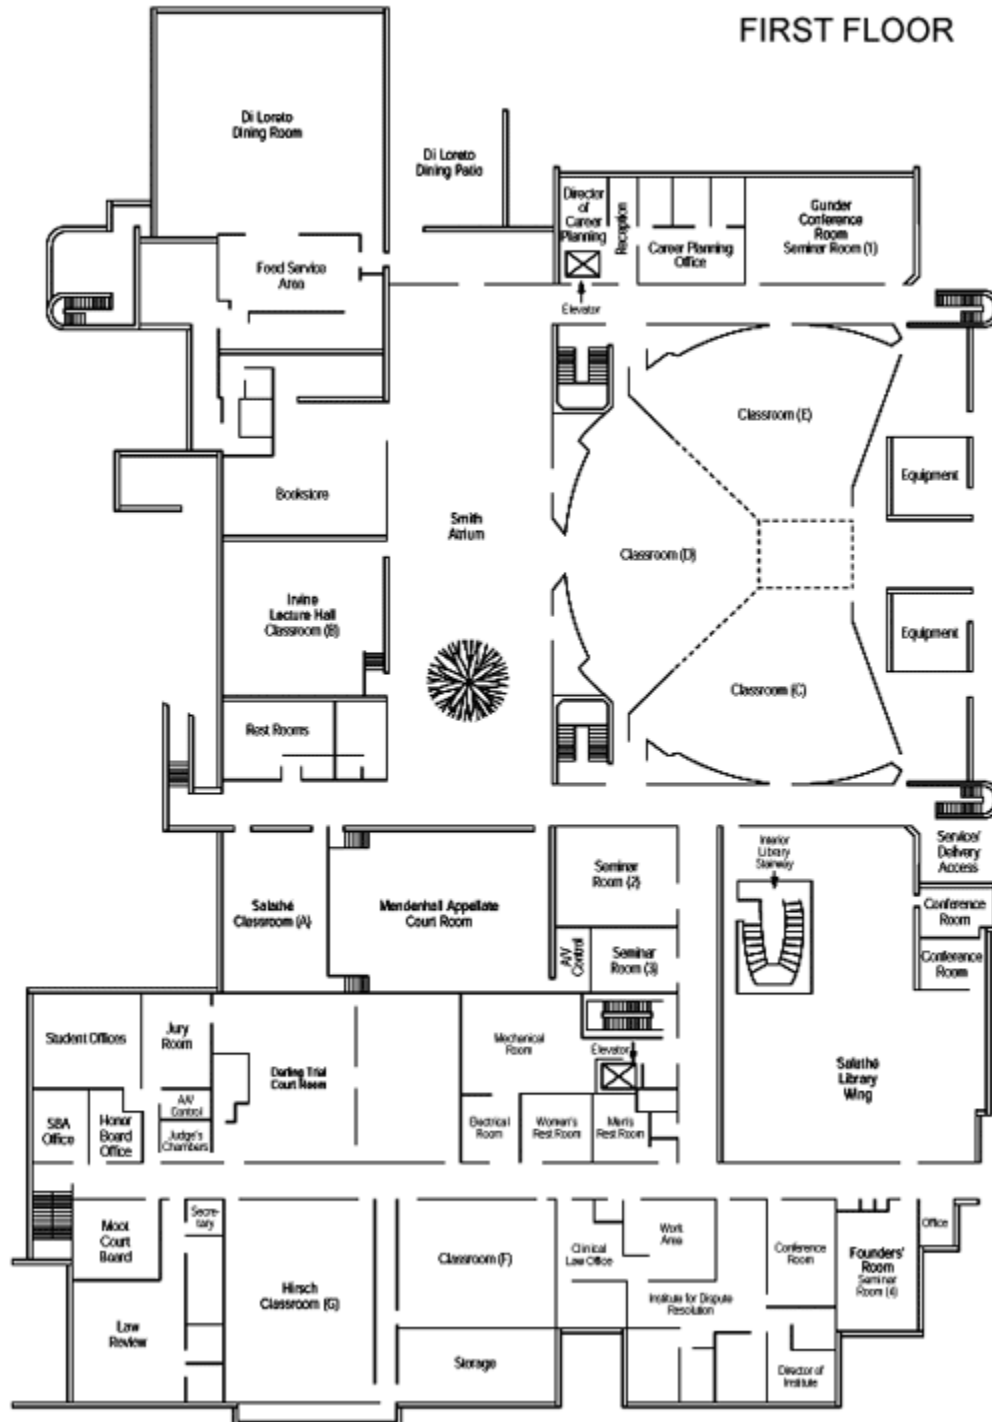 FIRST FLOOR
Di Loreto
Dining Room
Di Loreto
Dining Patio
Director
of
Career
Planning
Reception
Career Planning
Office
Gunder
Conference
Room
Seminar Room (1)
Food Service
Area
Elevator
Classroom (E)
Equipment
Bookstore
Smith
Atrium
Classroom (D)
Irvine
Lecture Hall
Classroom (B)
Equipment
Classroom (C)
Rest Rooms
Service/
Delivery
Access
Interior
Library
Stairway
Seminar
Room (2)
Salathé
Classroom (A)
Mendenhall Appellate
Court Room
Conference
Room
A/V
Control
Seminar
Room (3)
Conference
Room
Student Offices
Jury
Room
Mechanical
Room
Elevator
Darling Trial
Court Room
Salathé
Library
Wing
A/V
Control
SBA
Office
Honor
Board
Office
Judge's
Chambers
Electrical
Room
Women's
Rest Room
Men's
Rest Room
Secre-
tary
Moot
Court
Board
Work
Area
Office
Classroom (F)
Clinical
Law Office
Conference
Room
Founders'
Room
Seminar
Room (4)
Hirsch
Classroom (G)
Institute for Dispute
Resolution
Law
Review
Storage
Director of
Institute